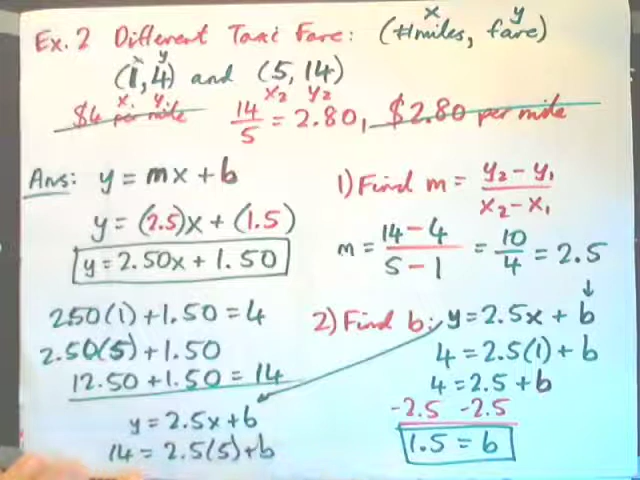 Ex. 2 Different Taxi Fare: (#miles, fare)
x y
x y
(1, 4) and (5, 14)
x₁ y₁ x₂ y₂
$4 per mile 14/5 = 2.80, $2.80 per mile
Ans: y = mx + b
y = (2.5)x + (1.5)
y = 2.50x + 1.50
2.50(1) + 1.50 = 4
2.50(5) + 1.50
12.50 + 1.50 = 14
y = 2.5x + b
14 = 2.5(5) + b
1) Find m = y₂ - y₁ / x₂ - x₁
m = 14 - 4 / 5 - 1 = 10/4 = 2.5
↓
2) Find b: y = 2.5x + b
4 = 2.5(1) + b
4 = 2.5 + b
-2.5 -2.5
1.5 = b